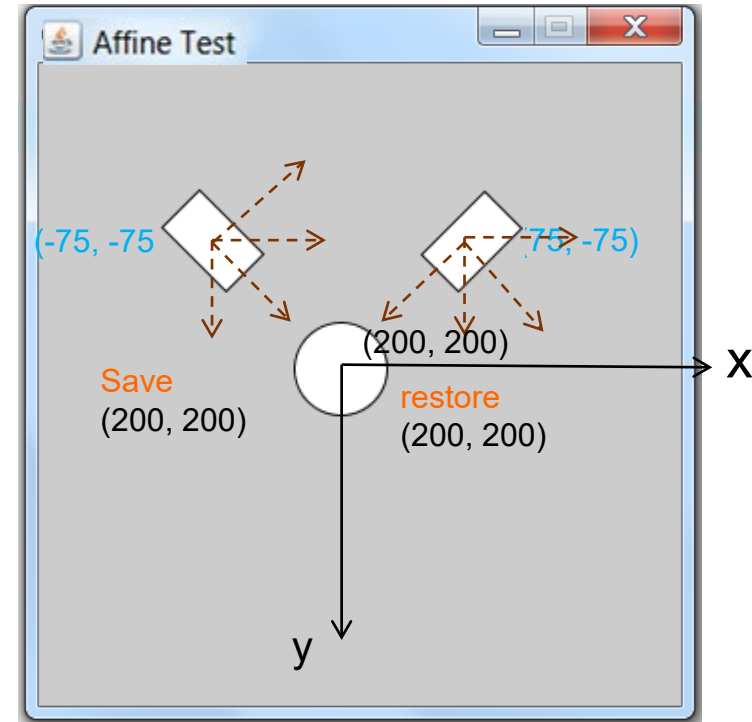 Affine Test
(-75, -75
75, -75)
(200, 200)
x
Save
(200, 200)
restore
(200, 200)
y